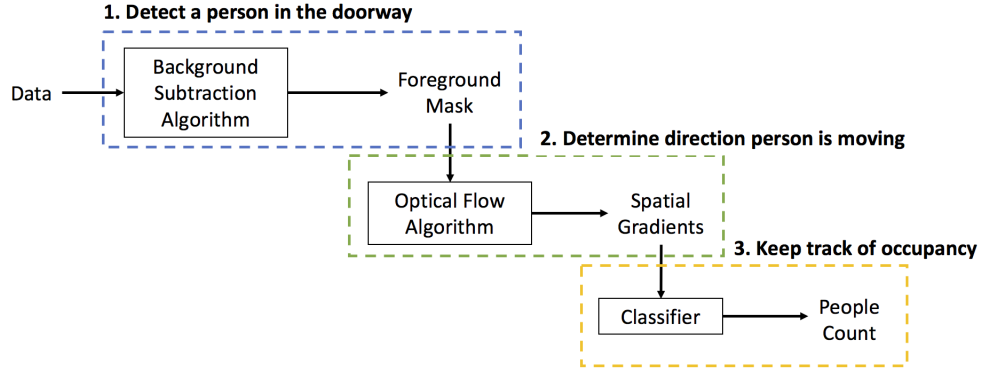 1. Detect a person in the doorway
Data
Background
Subtraction
Algorithm
Foreground
Mask
2. Determine direction person is moving
Optical Flow
Algorithm
Spatial
Gradients
3. Keep track of occupancy
Classifier
People
Count